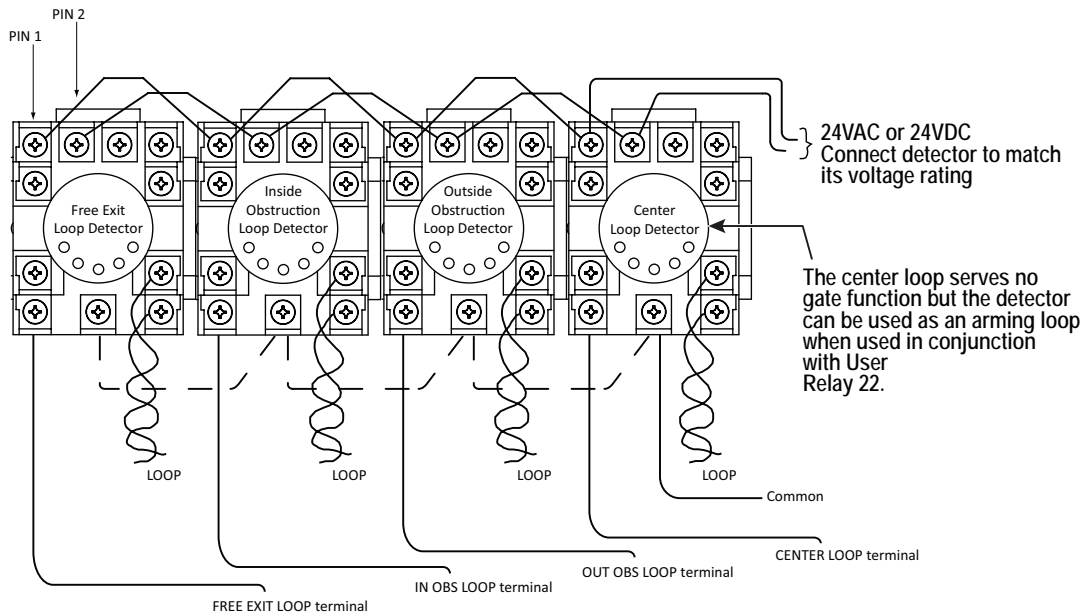 PIN 2
PIN 1
24VAC or 24VDC
Connect detector to match
its voltage rating
Free Exit
Loop Detector
Inside
Obstruction
Loop Detector
Outside
Obstruction
Loop Detector
Center
Loop Detector
The center loop serves no
gate function but the detector
can be used as an arming loop
when used in conjunction
with User
Relay 22.
LOOP
LOOP
LOOP
LOOP
Common
CENTER LOOP terminal
OUT OBS LOOP terminal
IN OBS LOOP terminal
FREE EXIT LOOP terminal